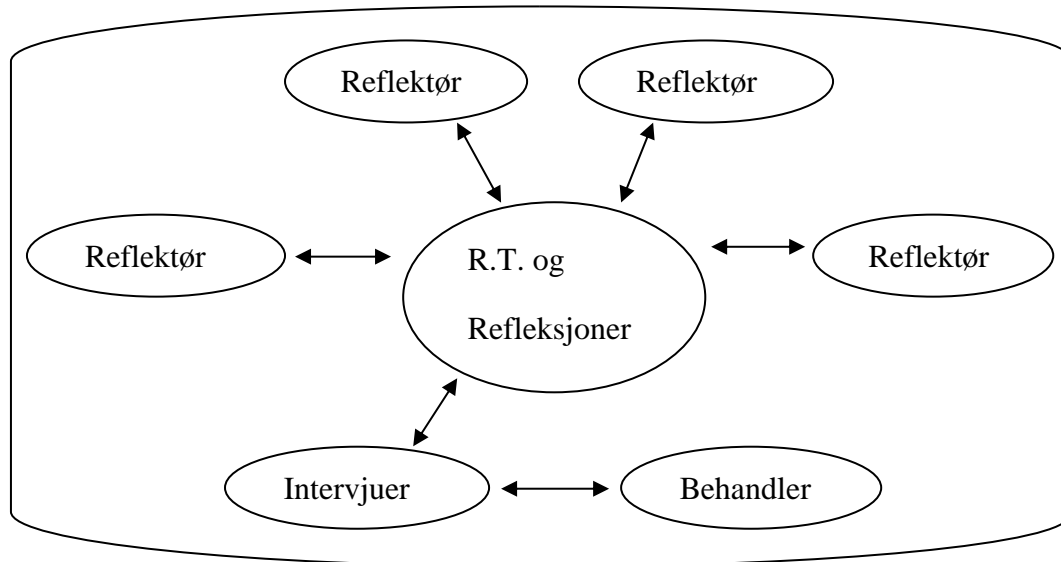 Reflektør
Reflektør
Reflektør
R.T. og
Refleksjoner
Reflektør
Intervjuer
Behandler